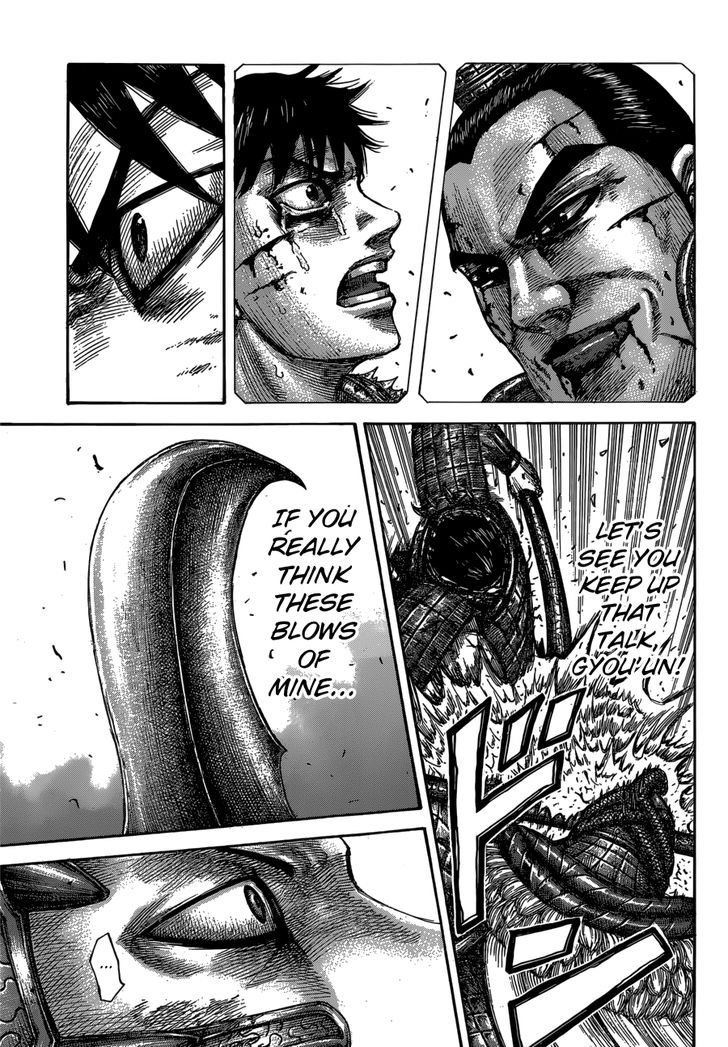 LET'S
SEE YOU
KEEP UP
THAT
TALK,
GYOU'UN!
ドドン
IF YOU
REALLY
THINK
THESE
BLOWS
OF
MINE...
...